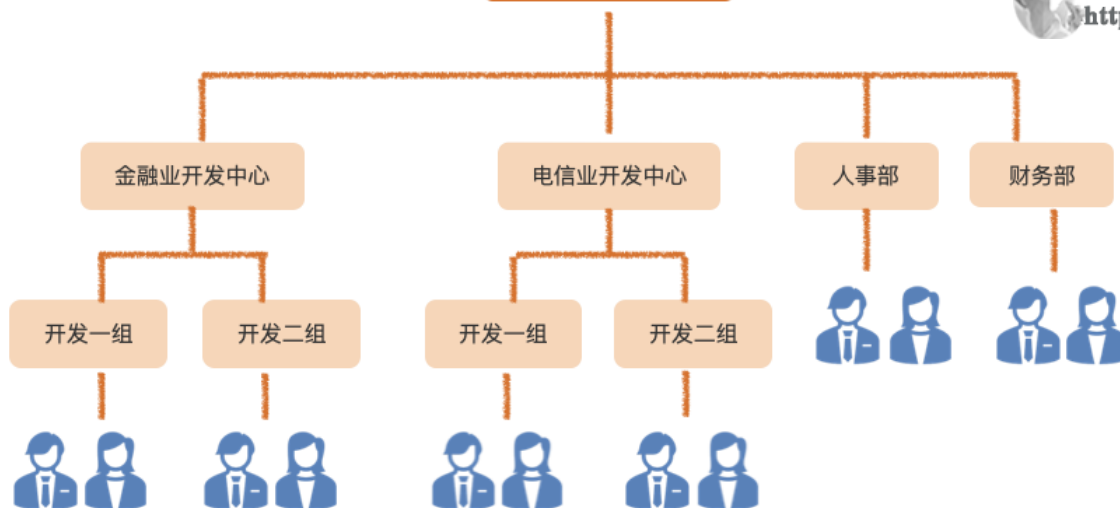 http
金融业开发中心
电信业开发中心
人事部
财务部
开发一组
开发二组
开发一组
开发二组